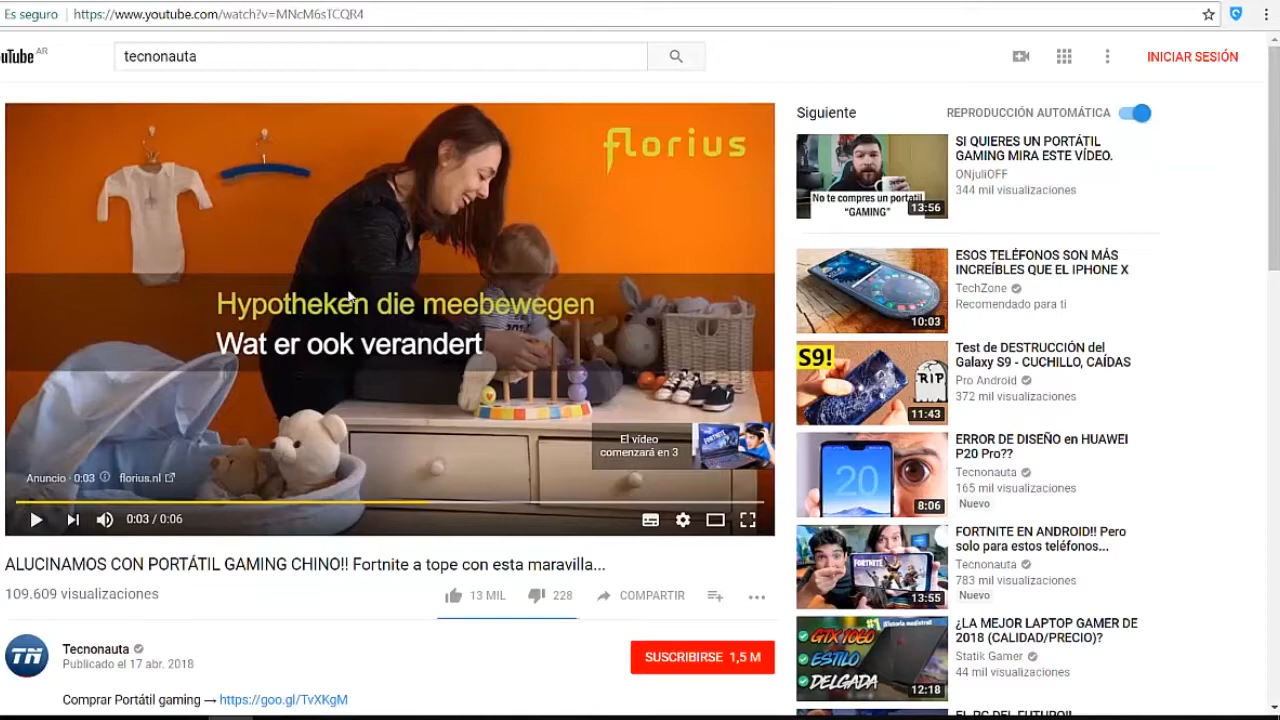 Es seguro
https://www.youtube.com/watch?v=MNcM6sTCQR4
uTube AR
tecnonauta
INICIAR SESIÓN
florius
Hypotheken die meebewegen
Wat er ook verandert
El vídeo
comenzará en 3
Anuncio · 0:03
florius.nl
0:03 / 0:06
ALUCINAMOS CON PORTÁTIL GAMING CHINO!! Fortnite a tope con esta maravilla...
109.609 visualizaciones
13 MIL
228
COMPARTIR
TN
Tecnonauta
Publicado el 17 abr. 2018
SUSCRIBIRSE 1,5 M
Comprar Portátil gaming → https://goo.gl/TvXKgM
Siguiente
REPRODUCCIÓN AUTOMÁTICA
No te compres un portatil
"GAMING"
13:56
SI QUIERES UN PORTÁTIL
GAMING MIRA ESTE VÍDEO.
ONjuliOFF
344 mil visualizaciones
10:03
ESOS TELÉFONOS SON MÁS
INCREÍBLES QUE EL IPHONE X
TechZone
Recomendado para ti
S9!
RIP
11:43
Test de DESTRUCCIÓN del
Galaxy S9 - CUCHILLO, CAÍDAS
Pro Android
372 mil visualizaciones
20
8:06
ERROR DE DISEÑO en HUAWEI
P20 Pro??
Tecnonauta
165 mil visualizaciones
Nuevo
FORTNITE
13:55
FORTNITE EN ANDROID!! Pero
solo para estos teléfonos...
Tecnonauta
783 mil visualizaciones
Nuevo
#1
GTX 1060
ESTILO
DELGADA
12:18
¿LA MEJOR LAPTOP GAMER DE
2018 (CALIDAD/PRECIO)?
Statik Gamer
44 mil visualizaciones
EL PC DEL FUTURO!!